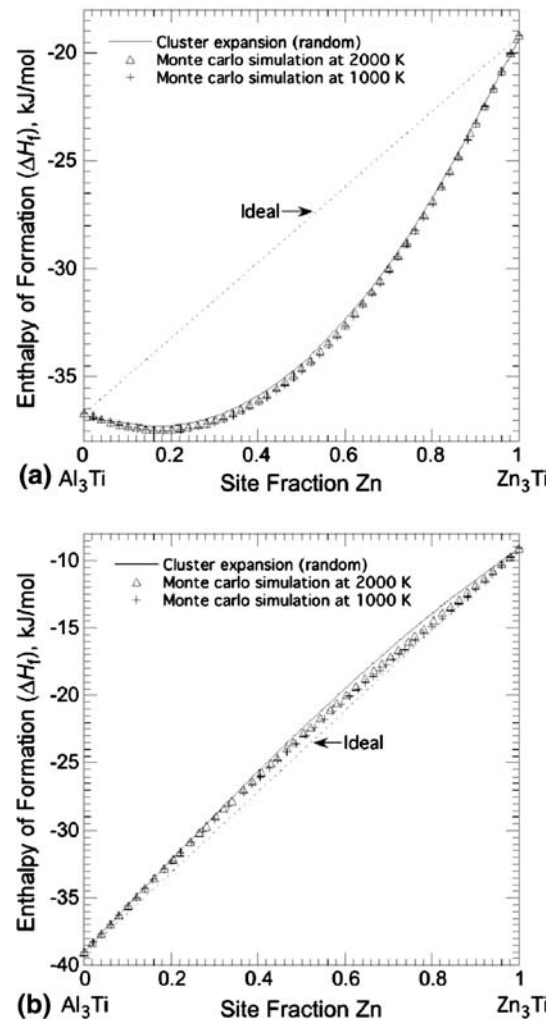 -20
-25
-30
-35
Enthalpy of Formation (ΔHf), kJ/mol
Cluster expansion (random)
Monte carlo simulation at 2000 K
Monte carlo simulation at 1000 K
Ideal
0 0.2 0.4 0.6 0.8 1
(a) Al3Ti Site Fraction Zn Zn3Ti
-10
-15
-20
-25
-30
-35
-40
Enthalpy of Formation (ΔHf), kJ/mol
Cluster expansion (random)
Monte carlo simulation at 2000 K
Monte carlo simulation at 1000 K
Ideal
0 0.2 0.4 0.6 0.8 1
(b) Al3Ti Site Fraction Zn Zn3Ti